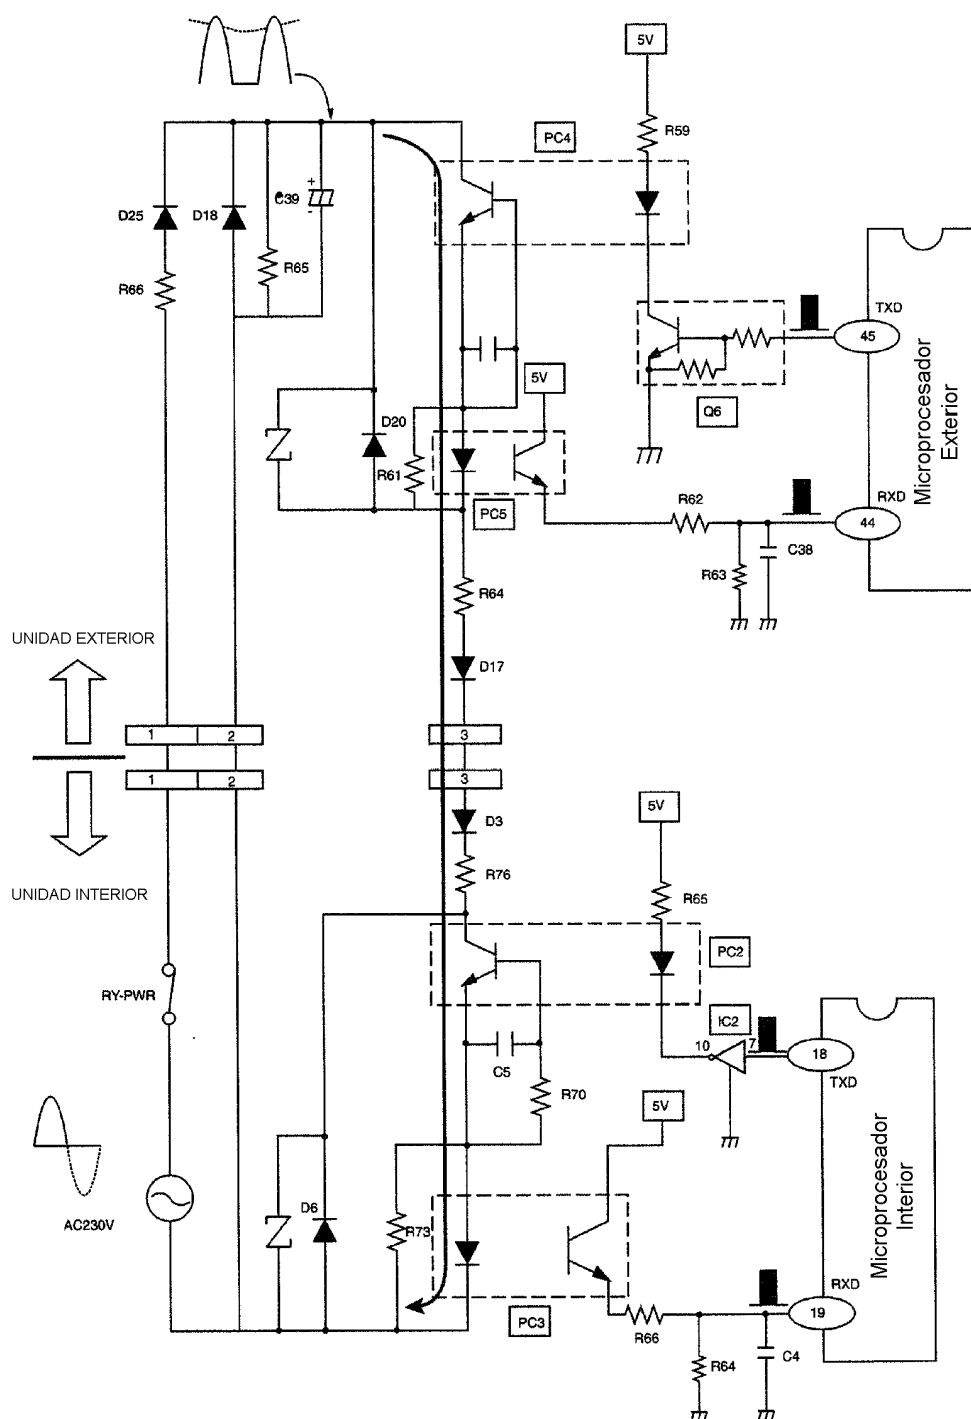 5V
R59
PC4
D25
D18
C39
+
-
R65
R66
TXD
45
Microprocesador
Exterior
5V
Q6
D20
R61
PC5
RXD
44
R62
R63
C38
R64
D17
UNIDAD EXTERIOR
1
2
3
1
2
3
UNIDAD INTERIOR
D3
R76
5V
R65
PC2
RY-PWR
IC2
10
7
18
TXD
C5
R70
5V
Microprocesador
Interior
AC230V
D6
R73
RXD
19
PC3
R66
R64
C4